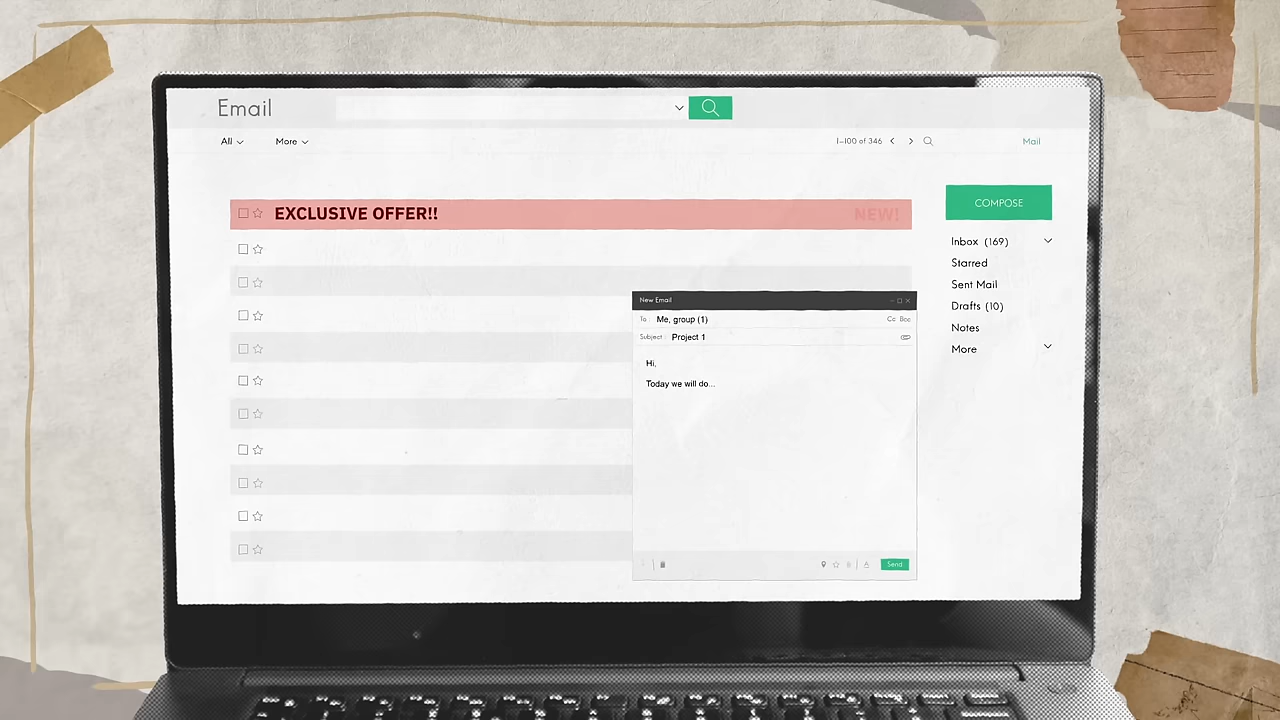 Email
All
More
1–100 of 346
Mail
EXCLUSIVE OFFER!!
NEW!
COMPOSE
Inbox (169)
Starred
Sent Mail
Drafts (10)
Notes
More
New Email
To Me, group (1)
Cc Bcc
Subject Project 1
Hi,
Today we will do...
Send